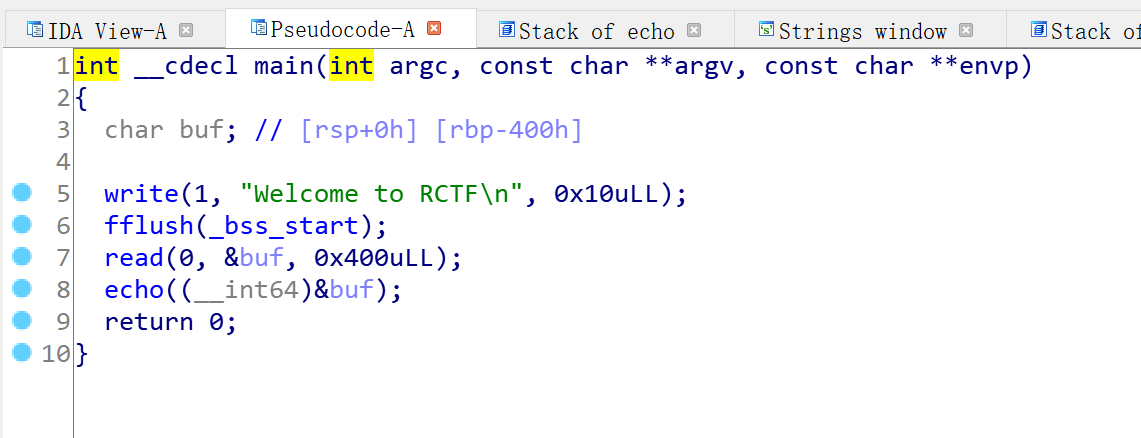 IDA View-A Pseudocode-A Stack of echo Strings window Stack of
1 int __cdecl main(int argc, const char **argv, const char **envp)
2 {
3   char buf; // [rsp+0h] [rbp-400h]
4
5   write(1, "Welcome to RCTF\n", 0x10uLL);
6   fflush(_bss_start);
7   read(0, &buf, 0x400uLL);
8   echo((__int64)&buf);
9   return 0;
10 }